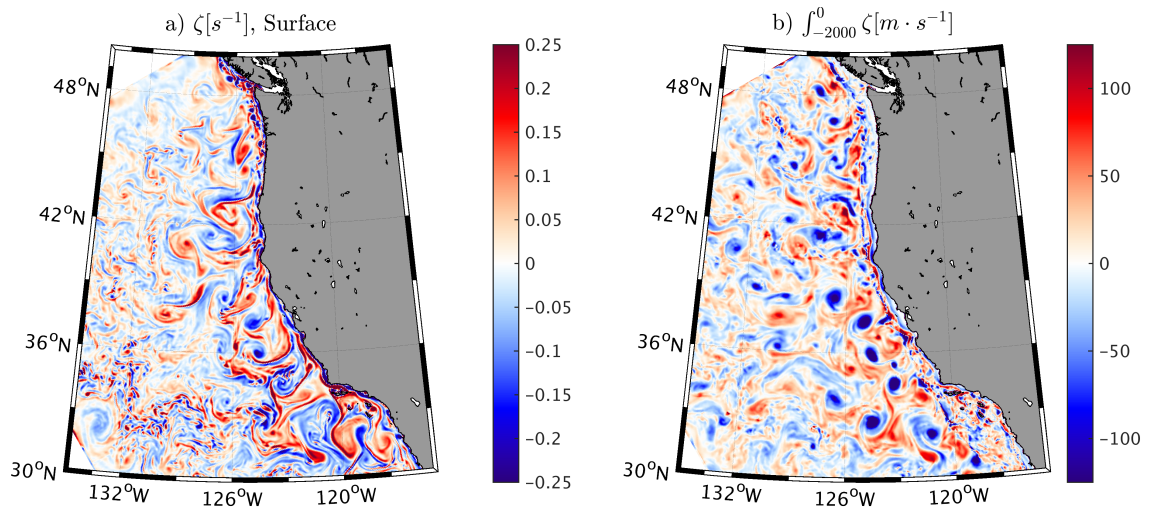 a) ζ[s⁻¹], Surface
48°N
42°N
36°N
30°N
132°W 126°W 120°W
0.25
0.2
0.15
0.1
0.05
0
−0.05
−0.1
−0.15
−0.2
−0.25
b) ∫⁰₋₂₀₀₀ ζ[m · s⁻¹]
48°N
42°N
36°N
30°N
132°W 126°W 120°W
100
50
0
−50
−100